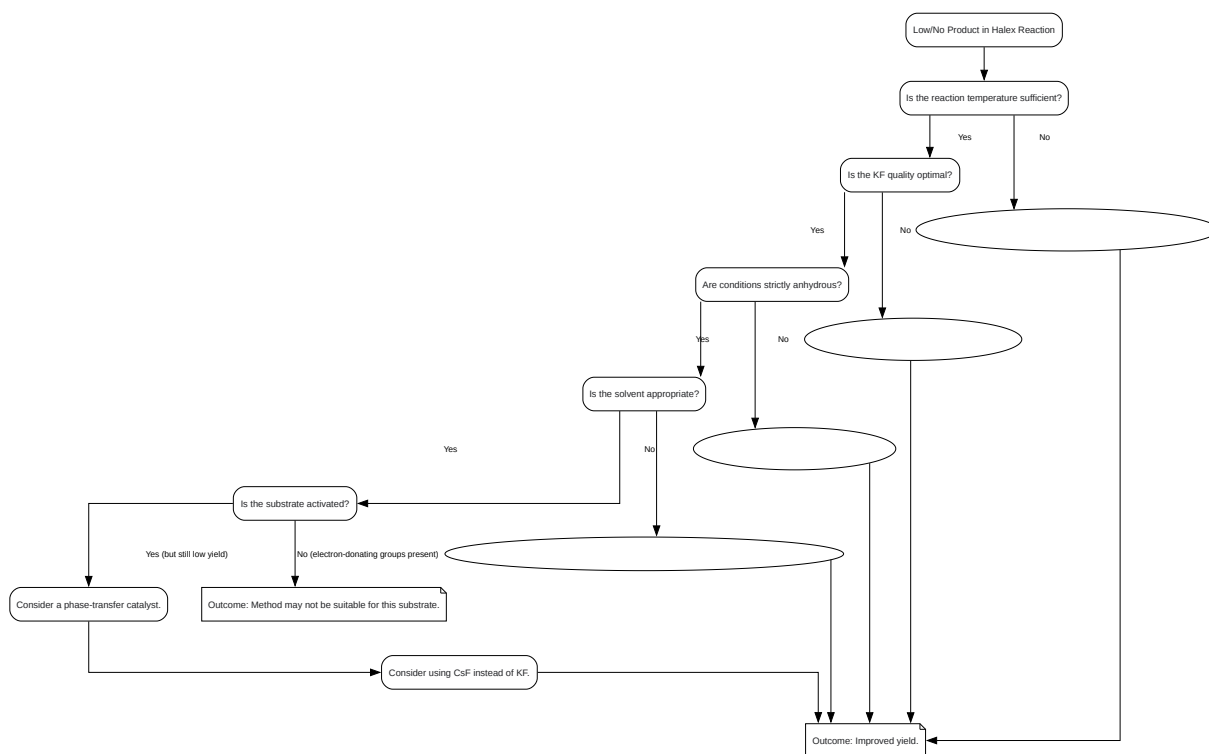 Low/No Product in Halex Reaction
Is the reaction temperature sufficient?
Yes
No
Is the KF quality optimal?
Yes
No
Are conditions strictly anhydrous?
Yes
No
Is the solvent appropriate?
Yes
No
Is the substrate activated?
Yes (but still low yield)
No (electron-donating groups present)
Consider a phase-transfer catalyst.
Outcome: Method may not be suitable for this substrate.
Consider using CsF instead of KF.
Outcome: Improved yield.